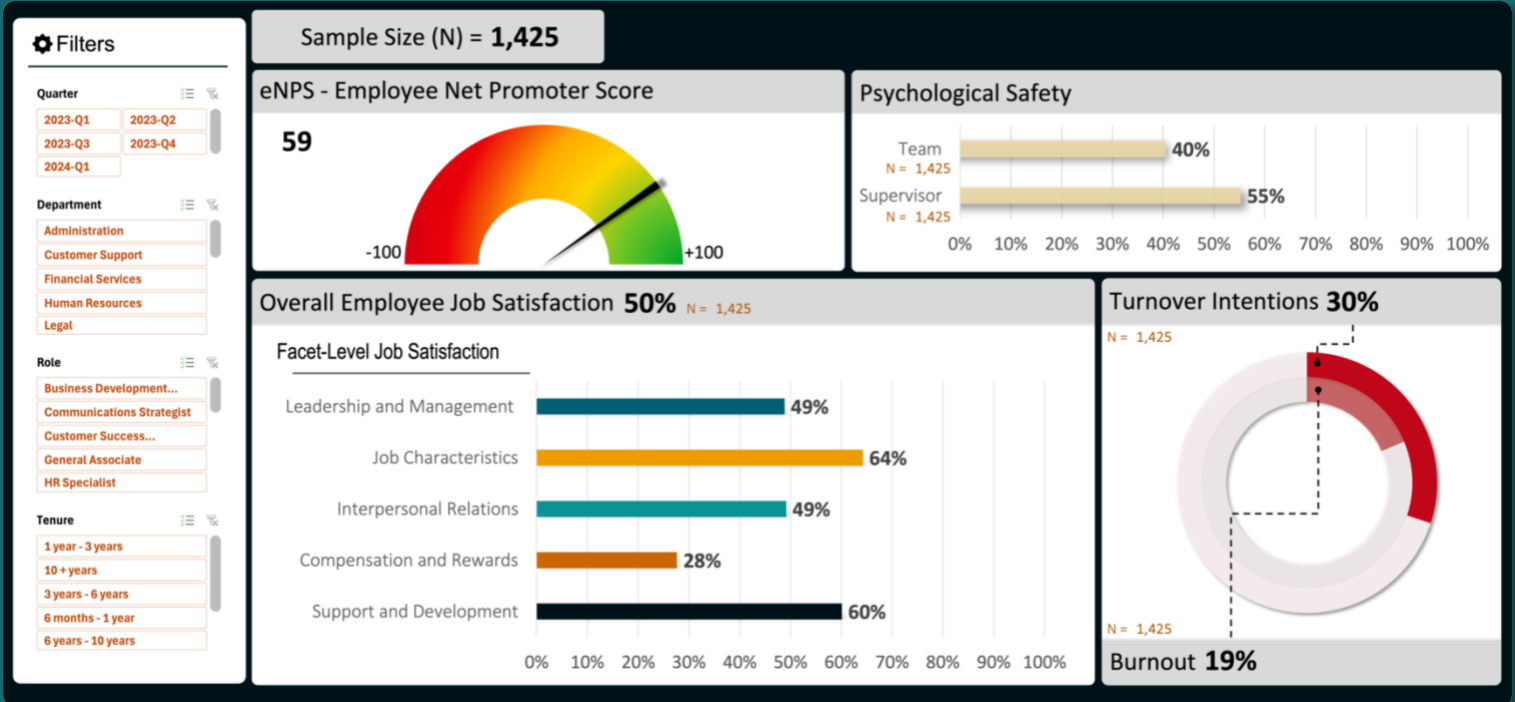 Filters
Quarter
2023-Q1 2023-Q2
2023-Q3 2023-Q4
2024-Q1
Department
Administration
Customer Support
Financial Services
Human Resources
Legal
Role
Business Development...
Communications Strategist
Customer Success...
General Associate
HR Specialist
Tenure
1 year - 3 years
10 + years
3 years - 6 years
6 months - 1 year
6 years - 10 years
Sample Size (N) = 1,425
eNPS - Employee Net Promoter Score
59
-100 +100
Psychological Safety
Team 40%
N = 1,425
Supervisor 55%
N = 1,425
0% 10% 20% 30% 40% 50% 60% 70% 80% 90% 100%
Overall Employee Job Satisfaction 50% N = 1,425
Facet-Level Job Satisfaction
Leadership and Management 49%
Job Characteristics 64%
Interpersonal Relations 49%
Compensation and Rewards 28%
Support and Development 60%
0% 10% 20% 30% 40% 50% 60% 70% 80% 90% 100%
Turnover Intentions 30%
N = 1,425
N = 1,425
Burnout 19%